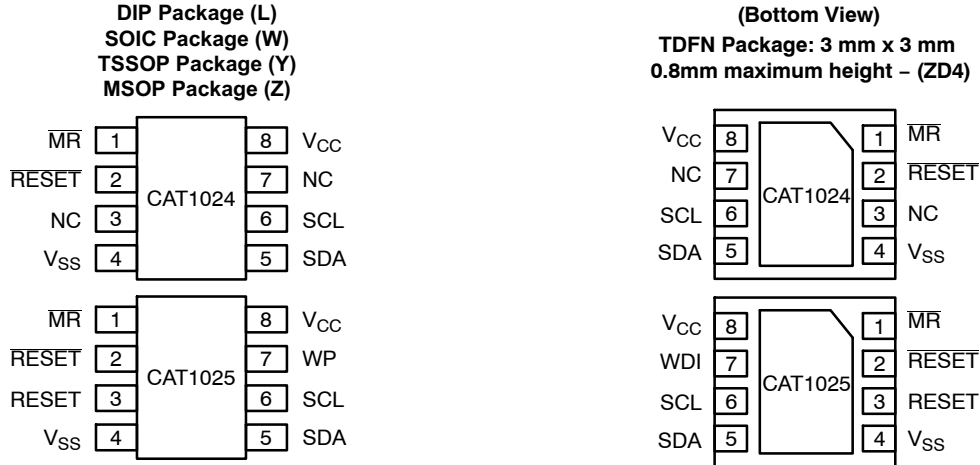 DIP Package (L)
SOIC Package (W)
TSSOP Package (Y)
MSOP Package (Z)
MR 1 8 VCC
RESET 2 7 NC
CAT1024
NC 3 6 SCL
VSS 4 5 SDA
MR 1 8 VCC
RESET 2 7 WP
CAT1025
RESET 3 6 SCL
VSS 4 5 SDA
(Bottom View)
TDFN Package: 3 mm x 3 mm
0.8mm maximum height – (ZD4)
VCC 8 1 MR
NC 7 2 RESET
CAT1024
SCL 6 3 NC
SDA 5 4 VSS
VCC 8 1 MR
WDI 7 2 RESET
CAT1025
SCL 6 3 RESET
SDA 5 4 VSS